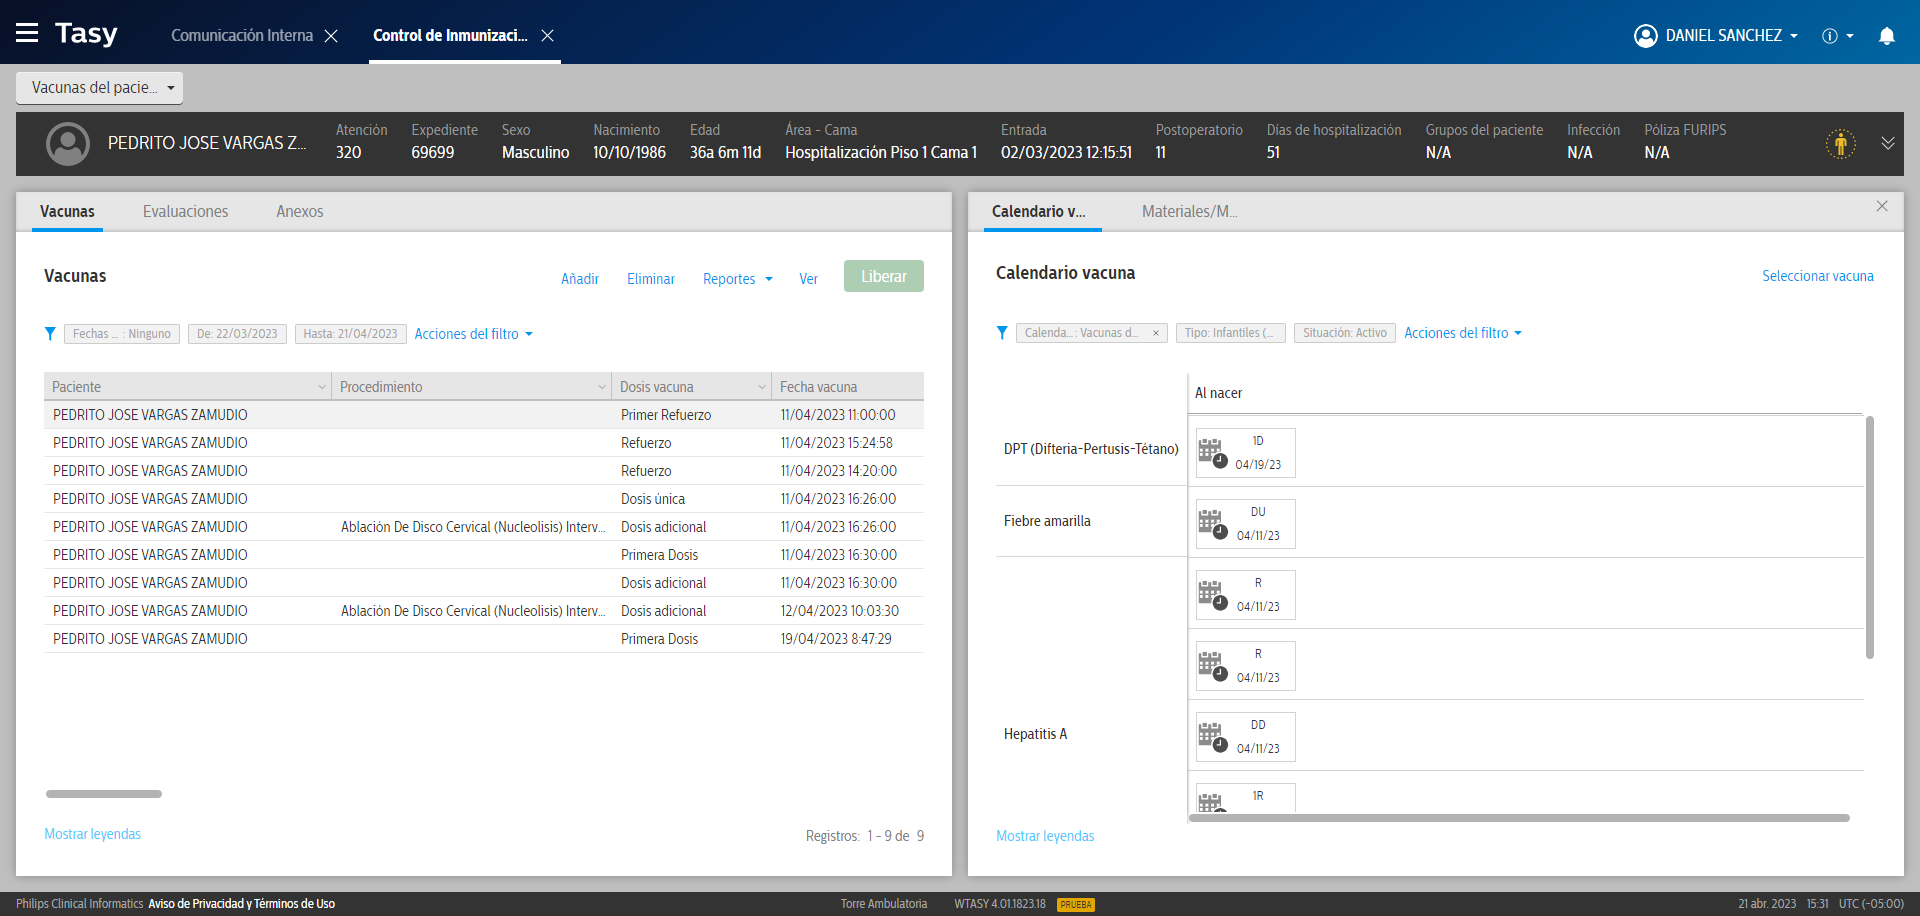 Tasy
Comunicación Interna
Control de Inmunizaci...
DANIEL SANCHEZ
Vacunas del pacie...
PEDRITO JOSE VARGAS Z...
Atención Expediente Sexo Nacimiento Edad Área - Cama Entrada Postoperatorio Días de hospitalización Grupos del paciente Infección Póliza FURIPS
320 69699 Masculino 10/10/1986 36a 6m 11d Hospitalización Piso 1 Cama 1 02/03/2023 12:15:51 11 51 N/A N/A N/A
Vacunas Evaluaciones Anexos
Vacunas
Añadir Eliminar Reportes Ver Liberar
Fechas ... : Ninguno De: 22/03/2023 Hasta: 21/04/2023 Acciones del filtro
Paciente Procedimiento Dosis vacuna Fecha vacuna
PEDRITO JOSE VARGAS ZAMUDIO Primer Refuerzo 11/04/2023 11:00:00
PEDRITO JOSE VARGAS ZAMUDIO Refuerzo 11/04/2023 15:24:58
PEDRITO JOSE VARGAS ZAMUDIO Refuerzo 11/04/2023 14:20:00
PEDRITO JOSE VARGAS ZAMUDIO Dosis única 11/04/2023 16:26:00
PEDRITO JOSE VARGAS ZAMUDIO Ablación De Disco Cervical (Nucleolisis) Interv... Dosis adicional 11/04/2023 16:26:00
PEDRITO JOSE VARGAS ZAMUDIO Primera Dosis 11/04/2023 16:30:00
PEDRITO JOSE VARGAS ZAMUDIO Dosis adicional 11/04/2023 16:30:00
PEDRITO JOSE VARGAS ZAMUDIO Ablación De Disco Cervical (Nucleolisis) Interv... Dosis adicional 12/04/2023 10:03:30
PEDRITO JOSE VARGAS ZAMUDIO Primera Dosis 19/04/2023 8:47:29
Mostrar leyendas
Registros: 1 - 9 de 9
Calendario v... Materiales/M...
Calendario vacuna
Seleccionar vacuna
Calenda...: Vacunas d... Tipo: Infantiles (... Situación: Activo Acciones del filtro
Al nacer
DPT (Difteria-Pertusis-Tétano)
1D
04/19/23
Fiebre amarilla
DU
04/11/23
R
04/11/23
R
04/11/23
Hepatitis A
DD
04/11/23
1R
Mostrar leyendas
Philips Clinical Informatics Aviso de Privacidad y Términos de Uso
Torre Ambulatoria WTASY 4.01.1823.18 PRUEBA
21 abr. 2023 15:31 UTC (-05:00)